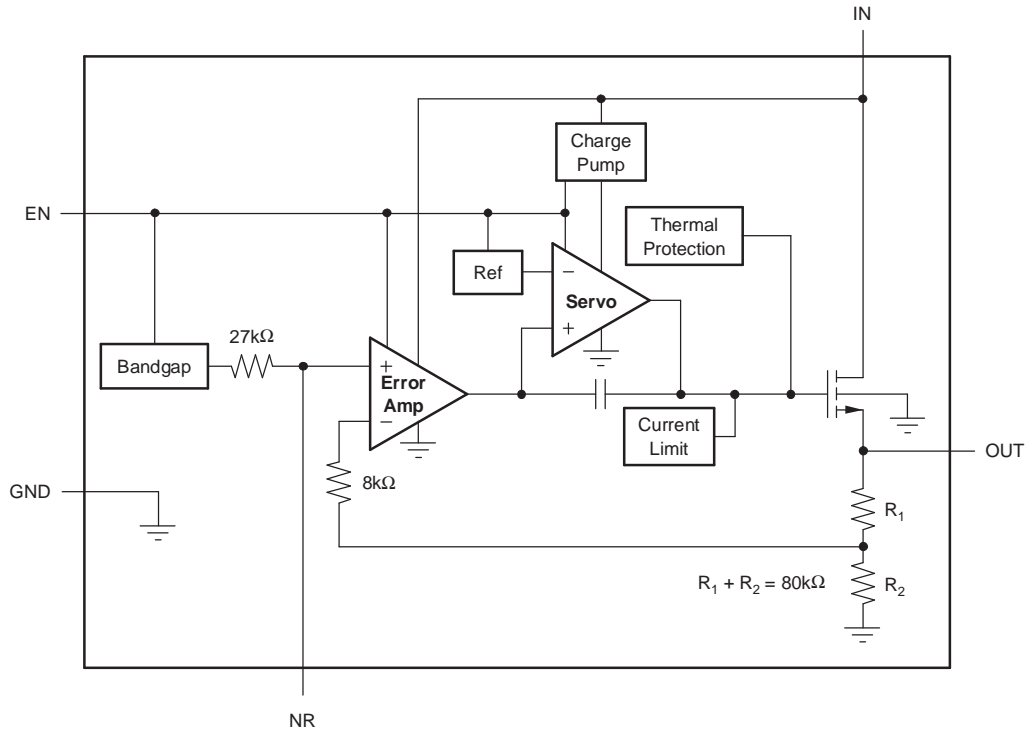 IN
Charge
Pump
EN
Thermal
Protection
Ref
−
Servo
+
27kΩ
Bandgap
+
Error
Amp
−
Current
Limit
OUT
8kΩ
GND
R1
R1 + R2 = 80kΩ
R2
NR